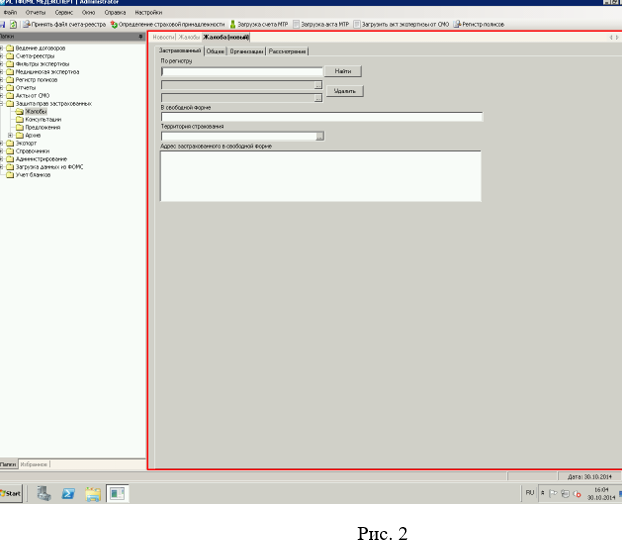 ИС ТФОМС МЕДЭКСПЕРТ | Administrator
Файл Отчеты Сервис Окно Справка Настройки
Принять файл счета-реестра Определение страховой принадлежности Загрузка счета МТР Загрузка акта МТР Загрузить акт экспертизы от СМО Регистр полисов
Папки
Новости Жалобы Жалоба(новый)
Ведение договоров
Счета-реестры
Фильтры экспертизы
Медицинская экспертиза
Регистр полисов
Отчеты
Акты от СМО
Защита прав застрахованных
Жалобы
Консультации
Предложения
Архив
Экспорт
Справочники
Администрирование
Загрузка данных из ФОМС
Учет бланков
Застрахованный Общие Организации Рассмотрение
По регистру
Найти
Удалить
В свободной форме
Территория страхования
Адрес застрахованного в свободной форме
Папки Избранное
Дата: 30.10.2014
Start
RU
16:04
30.10.2014
Рис. 2